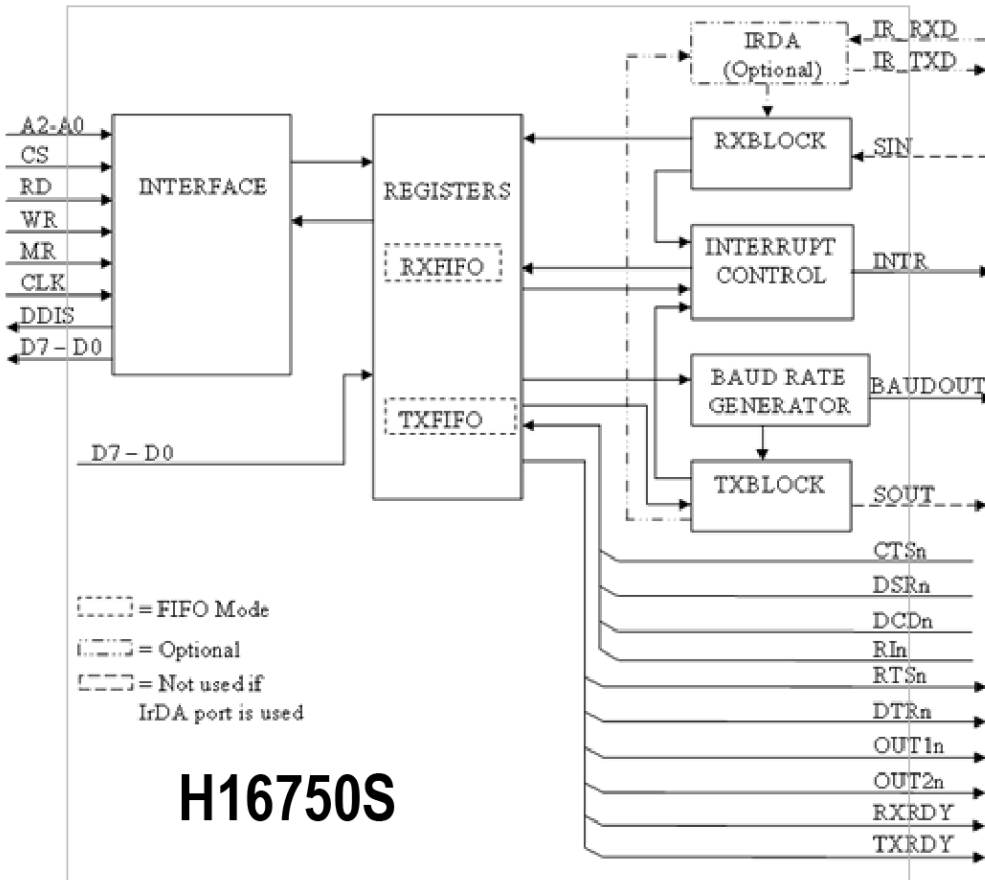 A2-A0
CS
RD
WR
MR
CLK
DDIS
D7 – D0
INTERFACE
D7 – D0
REGISTERS
RXFIFO
TXFIFO
IRDA
(Optional)
RXBLOCK
INTERRUPT
CONTROL
BAUD RATE
GENERATOR
TXBLOCK
IR_RXD
IR_TXD
SIN
INTR
BAUDOUT
SOUT
CTSn
DSRn
DCDn
RIn
RTSn
DTRn
OUT1n
OUT2n
RXRDY
TXRDY
= FIFO Mode
= Optional
= Not used if
IrDA port is used
H16750S